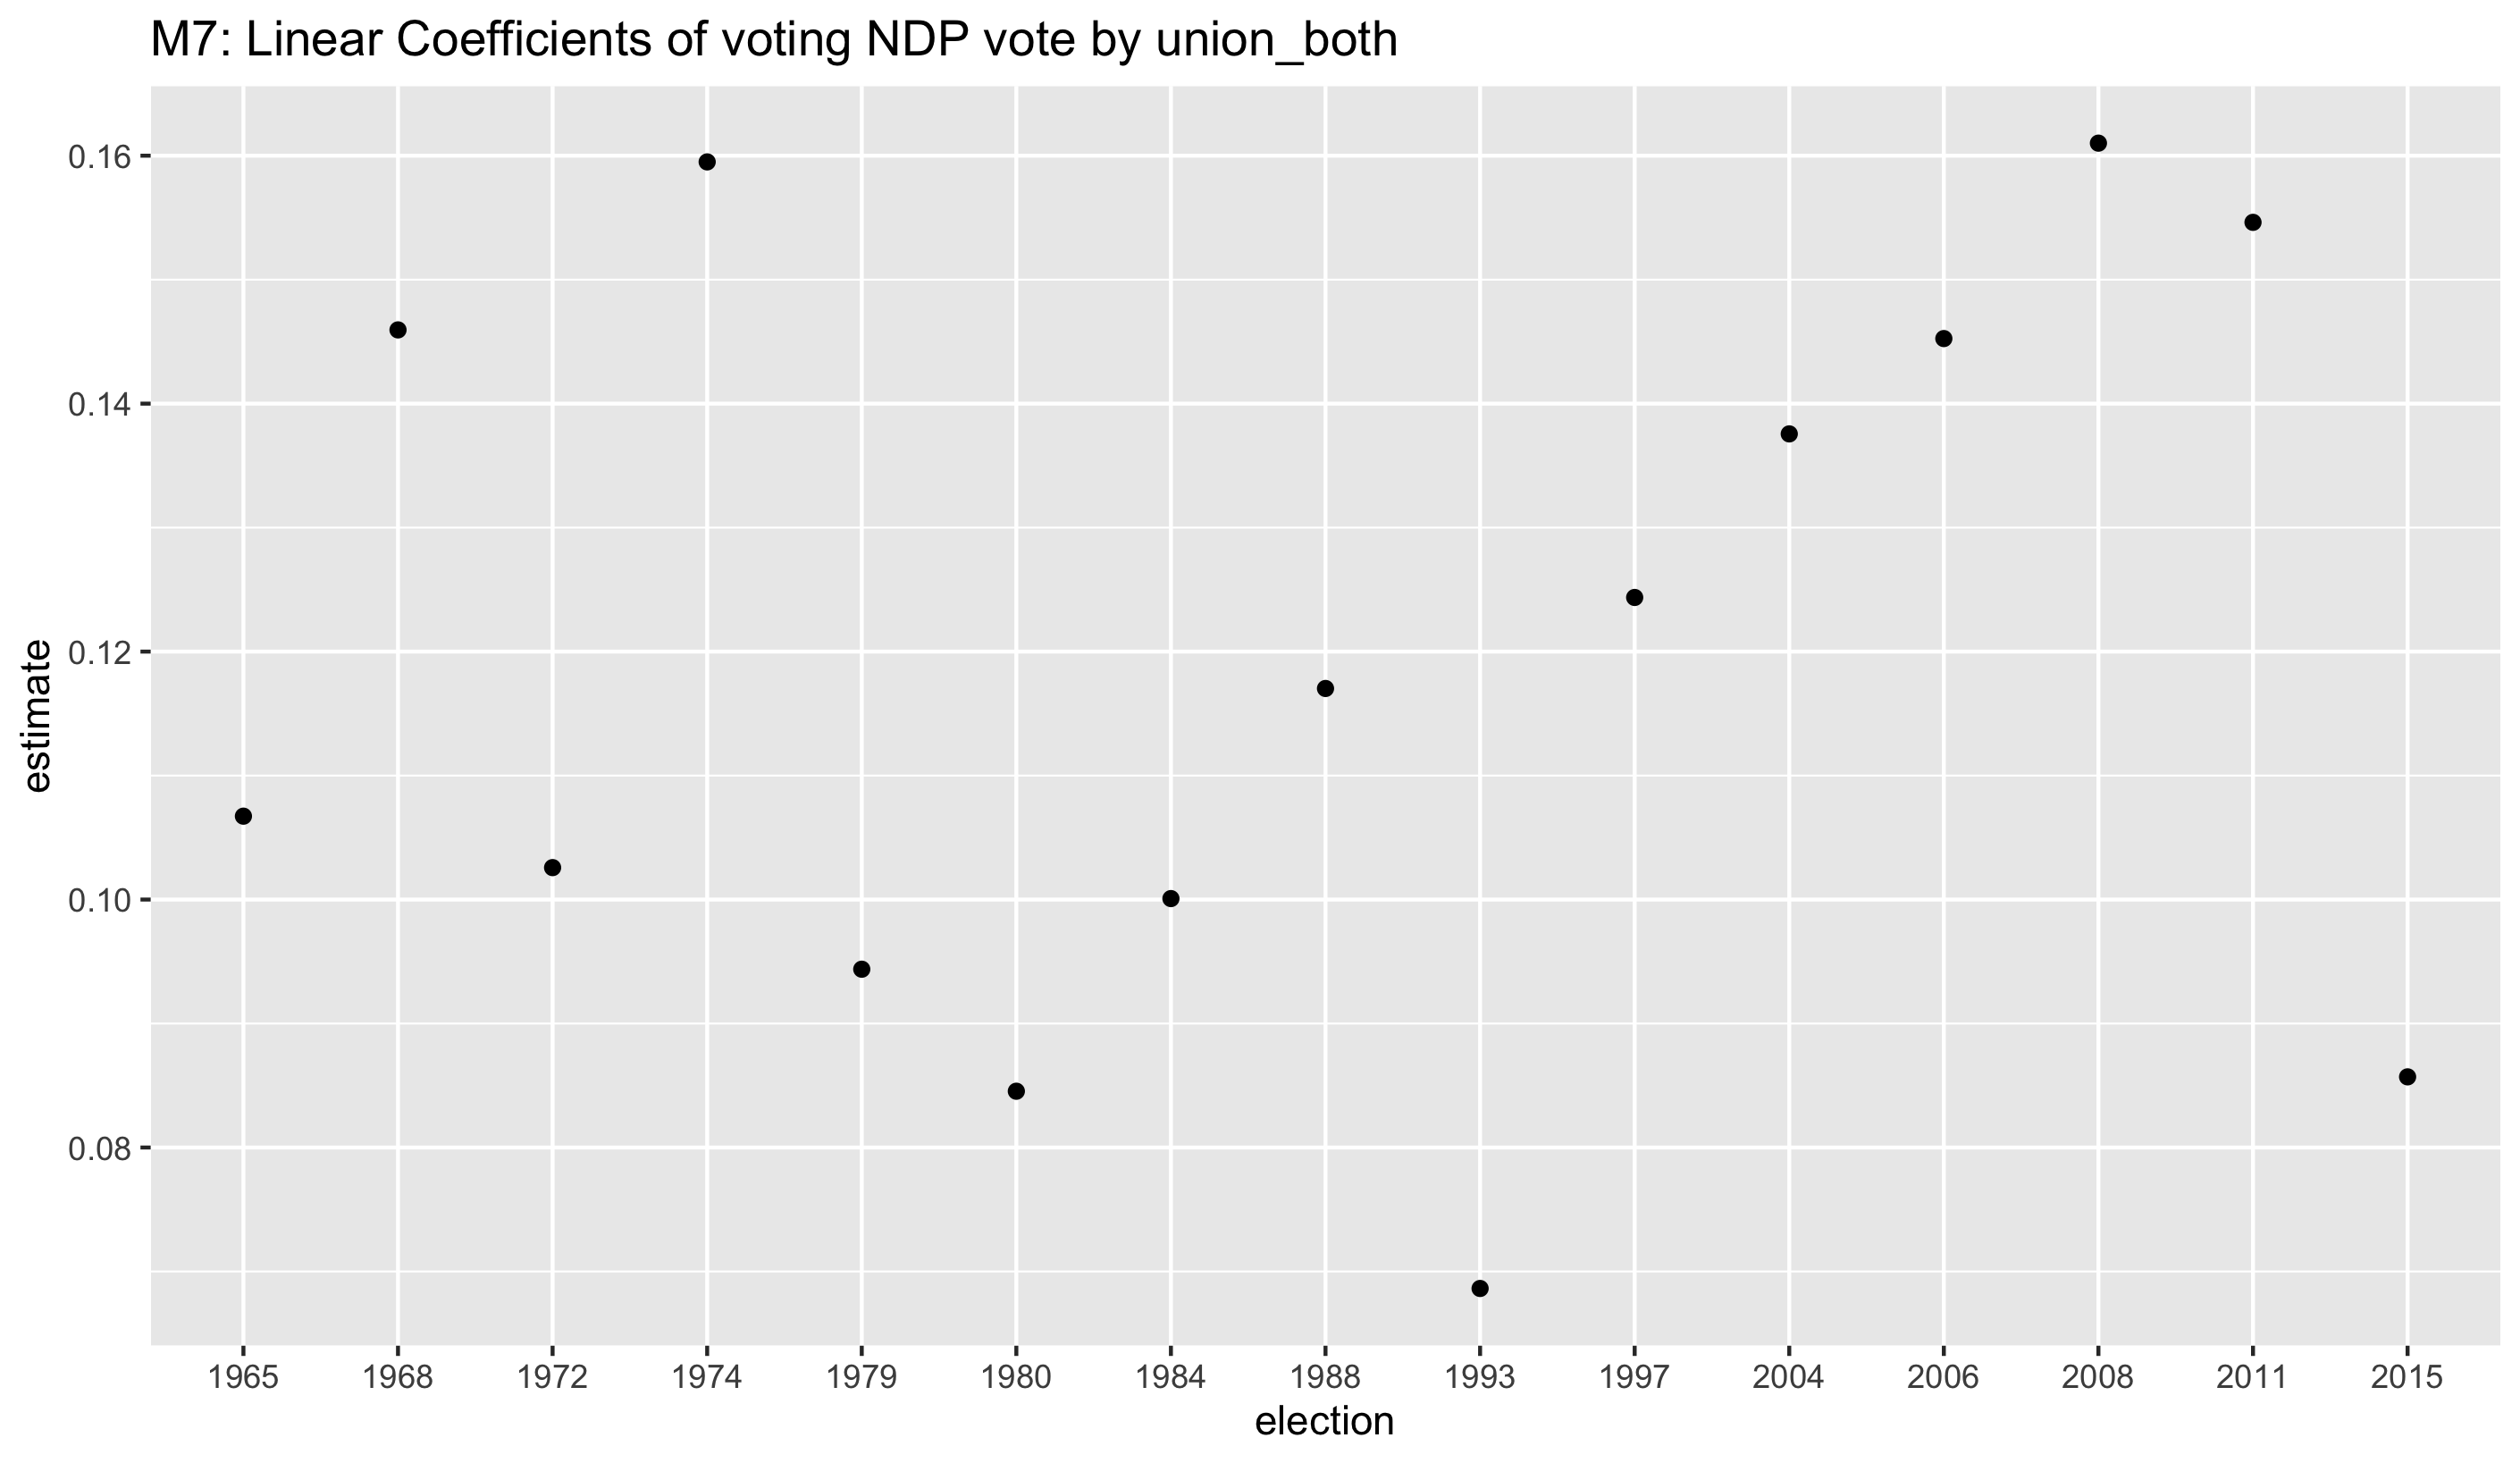 M7: Linear Coefficients of voting NDP vote by union_both
estimate
0.16
0.14
0.12
0.10
0.08
1965 1968 1972 1974 1979 1980 1984 1988 1993 1997 2004 2006 2008 2011 2015
election